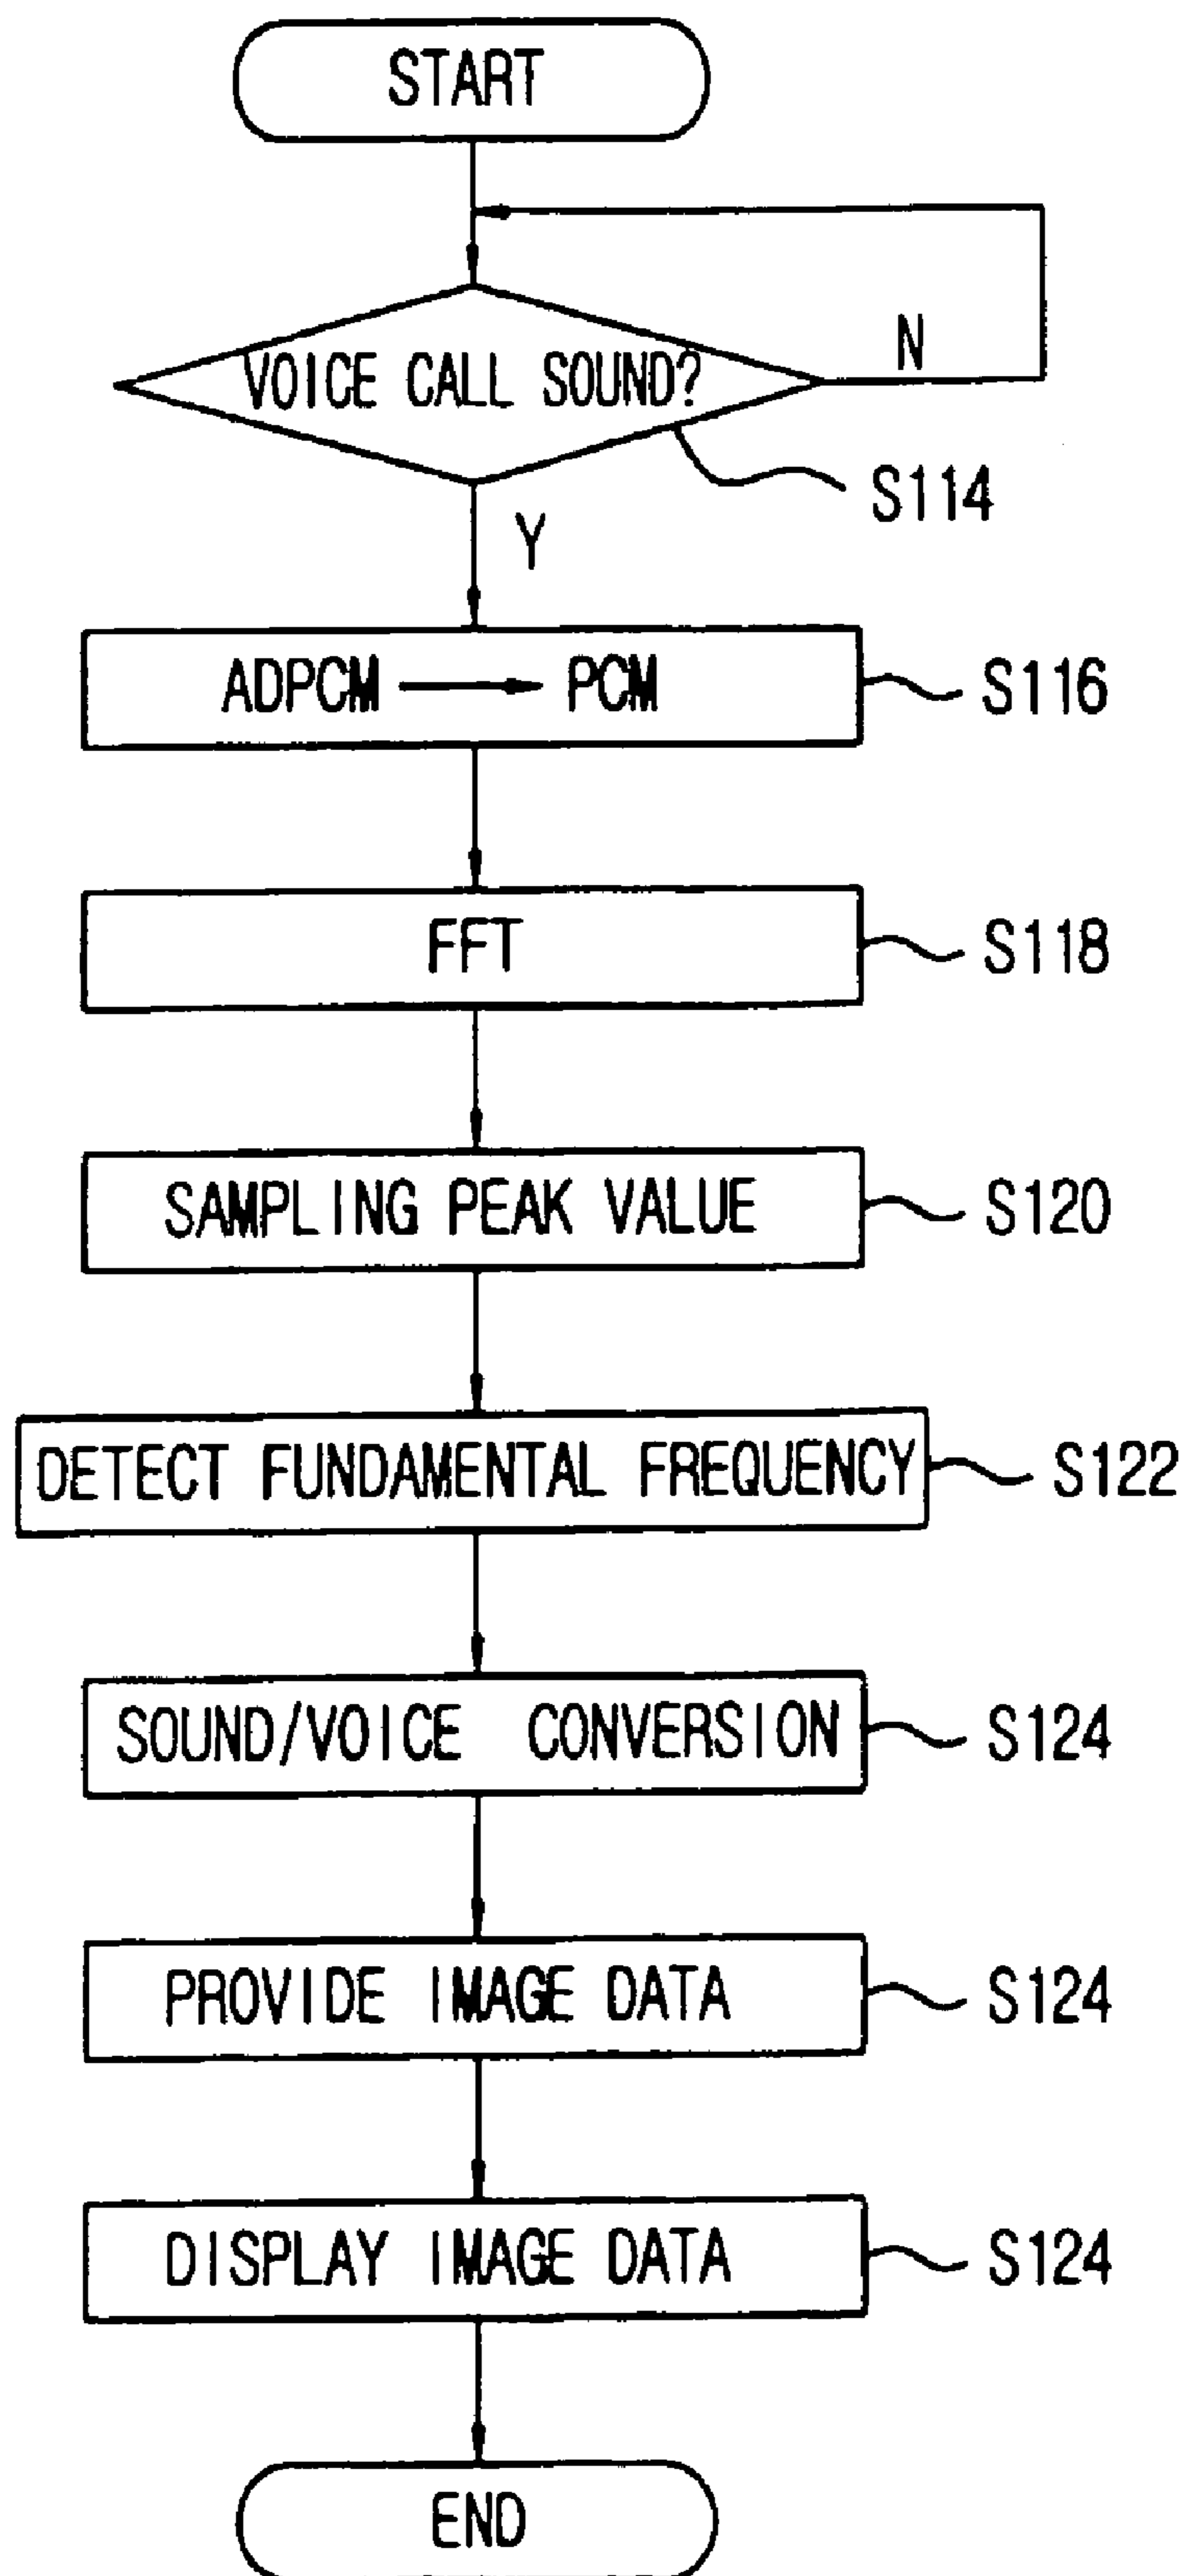 START
VOICE CALL SOUND?
N
S114
Y
ADPCM → PCM
S116
FFT
S118
SAMPLING PEAK VALUE
S120
DETECT FUNDAMENTAL FREQUENCY
S122
SOUND/VOICE CONVERSION
S124
PROVIDE IMAGE DATA
S124
DISPLAY IMAGE DATA
S124
END